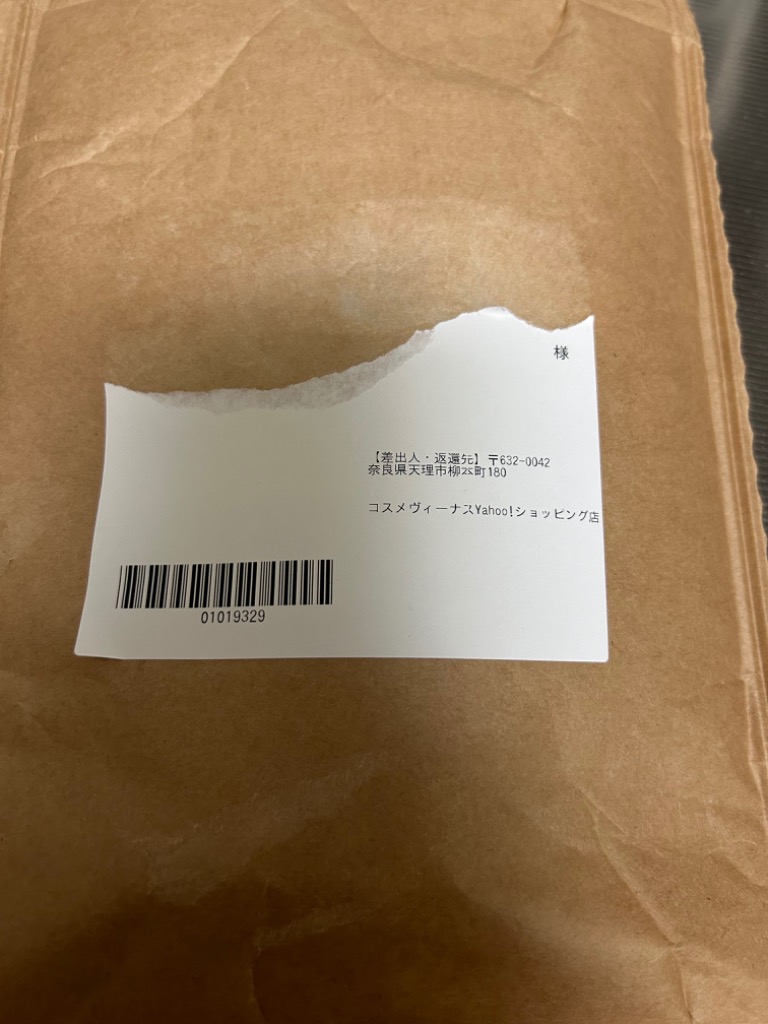 様
【差出人・返還先】〒632-0042
奈良県天理市柳本町180
コスメヴィーナスYahoo!ショッピング店
01019329